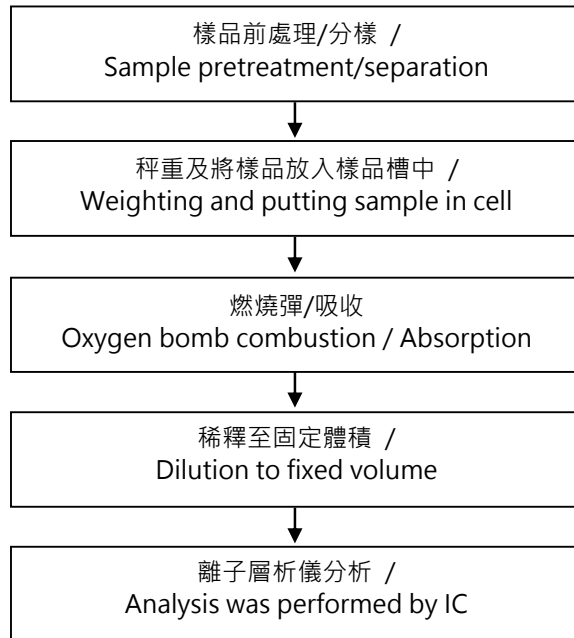 樣品前處理/分樣 /
Sample pretreatment/separation
秤重及將樣品放入樣品槽中 /
Weighting and putting sample in cell
燃燒彈/吸收
Oxygen bomb combustion / Absorption
稀釋至固定體積 /
Dilution to fixed volume
離子層析儀分析 /
Analysis was performed by IC